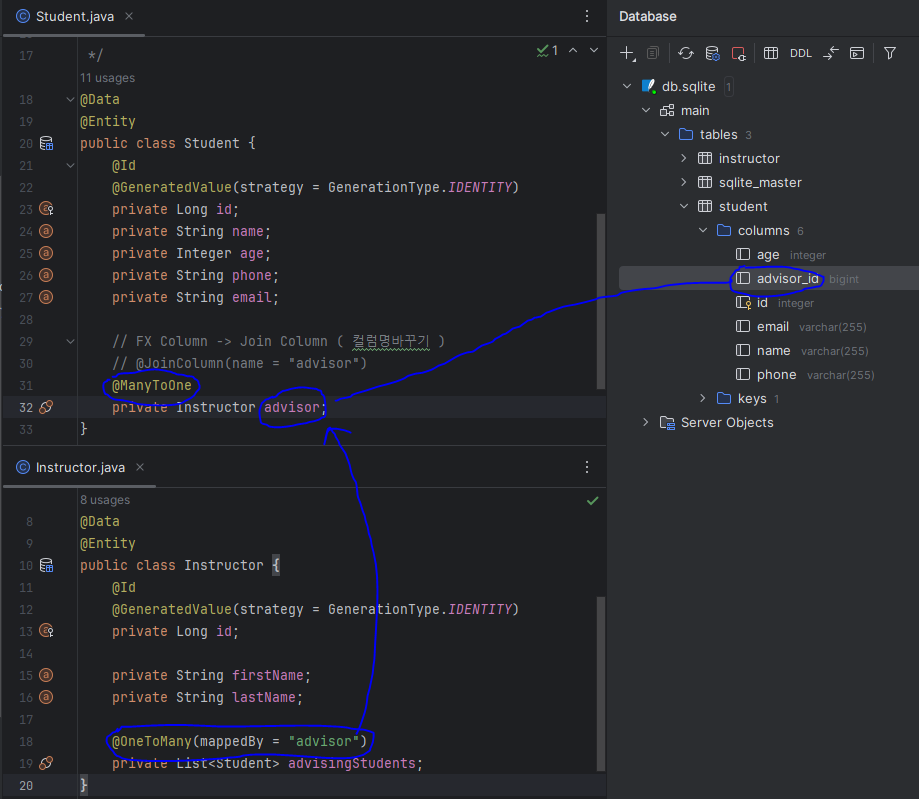 Student.java
17 */
11 usages
18 @Data
19 @Entity
20 public class Student {
21 @Id
22 @GeneratedValue(strategy = GenerationType.IDENTITY)
23 private Long id;
24 private String name;
25 private Integer age;
26 private String phone;
27 private String email;
28
29 // FX Column -> Join Column ( 컬럼명바꾸기 )
30 // @JoinColumn(name = "advisor")
31 @ManyToOne
32 private Instructor advisor;
33 }
1
Instructor.java
8 usages
8 @Data
9 @Entity
10 public class Instructor {
11 @Id
12 @GeneratedValue(strategy = GenerationType.IDENTITY)
13 private Long id;
14
15 private String firstName;
16 private String lastName;
17
18 @OneToMany(mappedBy = "advisor")
19 private List<Student> advisingStudents;
20 }
Database
DDL
db.sqlite 1
main
tables 3
instructor
sqlite_master
student
columns 6
age integer
advisor_id bigint
id integer
email varchar(255)
name varchar(255)
phone varchar(255)
keys 1
Server Objects